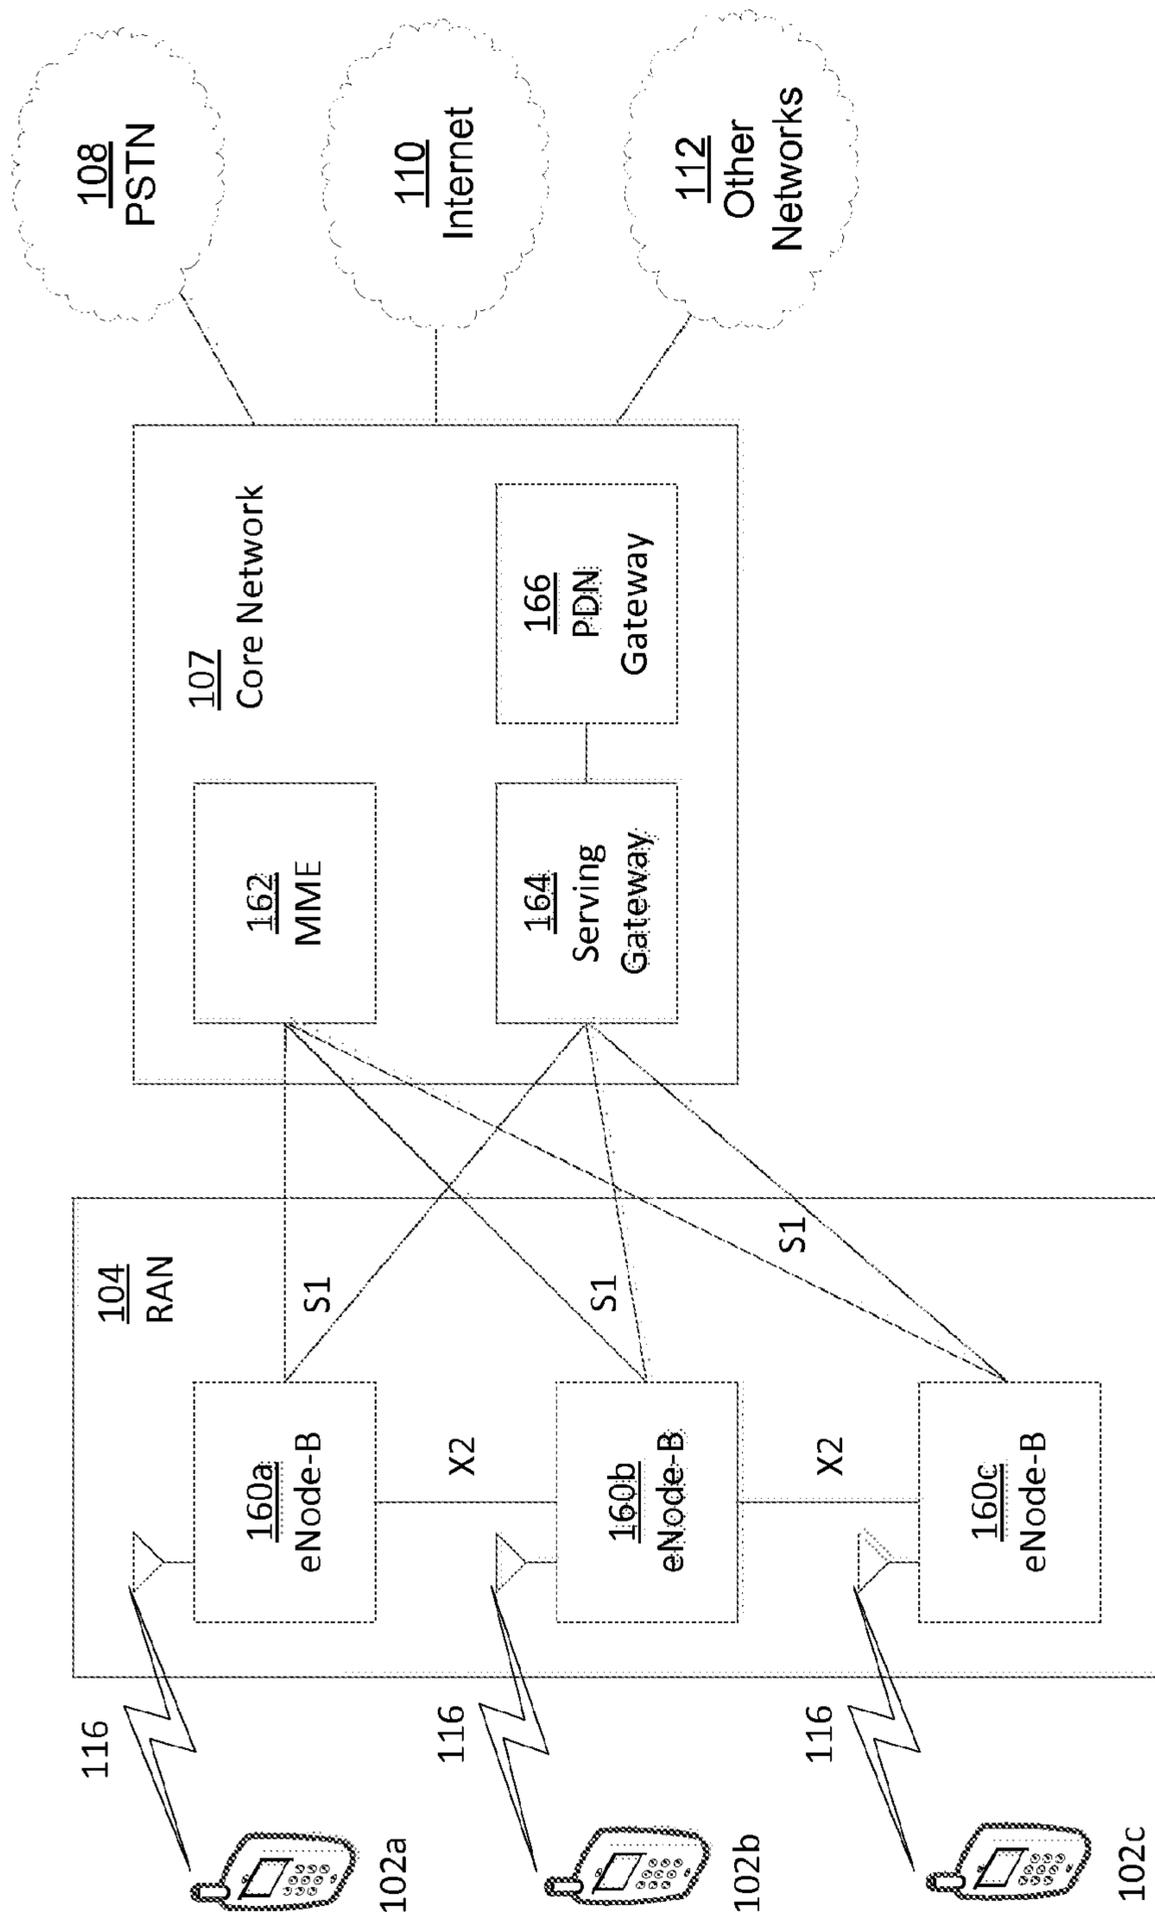 102a
116
102b
116
102c
116
104
RAN
160a
eNode-B
X2
160b
eNode-B
X2
160c
eNode-B
S1
S1
S1
107
Core Network
162
MME
164
Serving
Gateway
166
PDN
Gateway
108
PSTN
110
Internet
112
Other
Networks